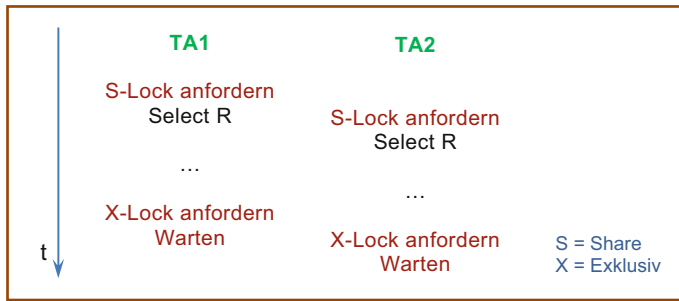 TA1
S-Lock anfordern
Select R
...
X-Lock anfordern
Warten
TA2
S-Lock anfordern
Select R
...
X-Lock anfordern
Warten
t
S = Share
X = Exklusiv